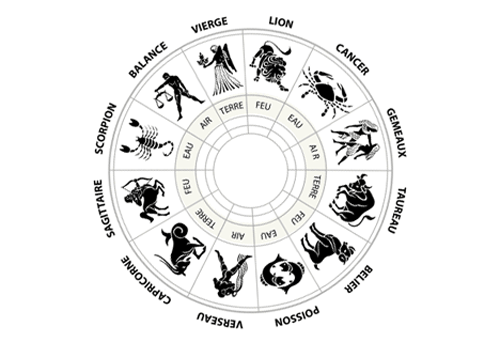 LION
CANCER
GEMEAUX
TAUREAU
BELIER
POISSON
VERSEAU
CAPRICORNE
SAGITTAIRE
SCORPION
BALANCE
VIERGE
FEU
EAU
AIR
TERRE
FEU
EAU
AIR
TERRE
FEU
EAU
AIR
TERRE